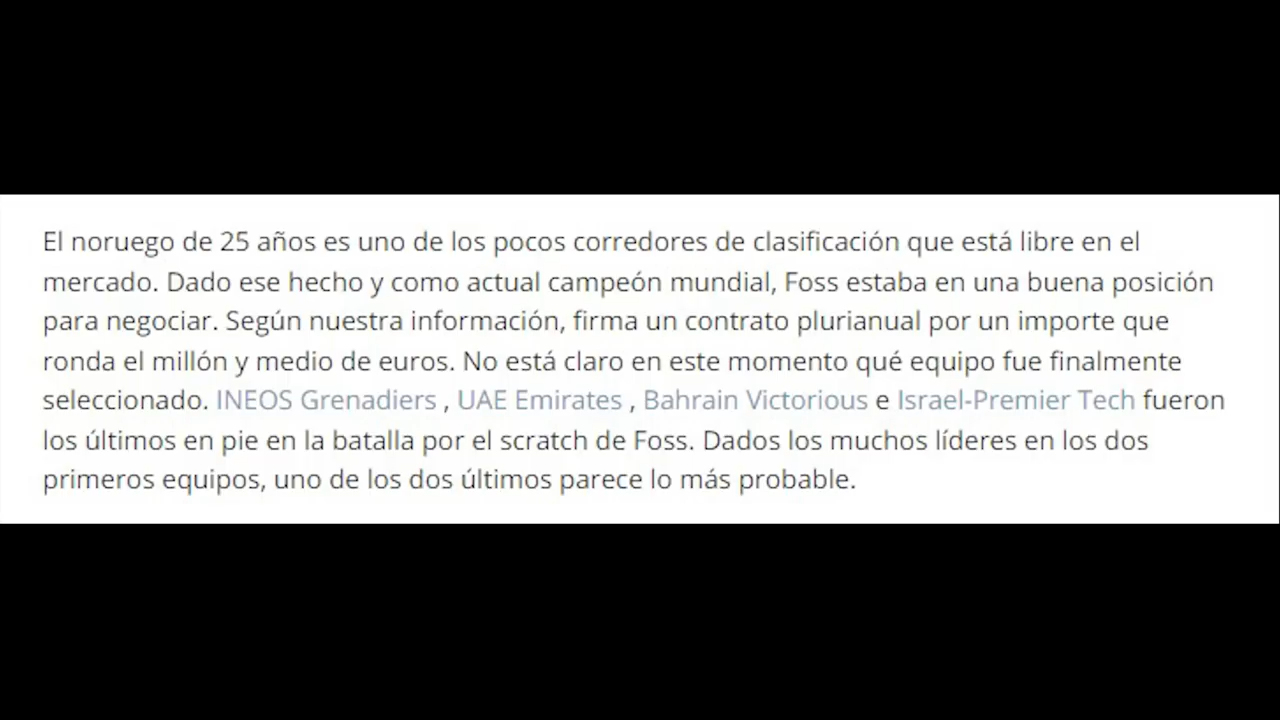 El noruego de 25 años es uno de los pocos corredores de clasificación que está libre en el
mercado. Dado ese hecho y como actual campeón mundial, Foss estaba en una buena posición
para negociar. Según nuestra información, firma un contrato plurianual por un importe que
ronda el millón y medio de euros. No está claro en este momento qué equipo fue finalmente
seleccionado. INEOS Grenadiers , UAE Emirates , Bahrain Victorious e Israel-Premier Tech fueron
los últimos en pie en la batalla por el scratch de Foss. Dados los muchos líderes en los dos
primeros equipos, uno de los dos últimos parece lo más probable.